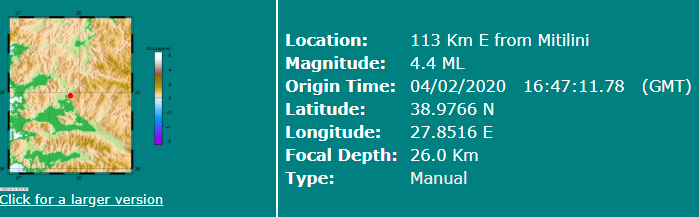 Location: 113 Km E from Mitilini
Magnitude: 4.4 ML
Origin Time: 04/02/2020 16:47:11.78 (GMT)
Latitude: 38.9766 N
Longitude: 27.8516 E
Focal Depth: 26.0 Km
Type: Manual
Click for a larger version